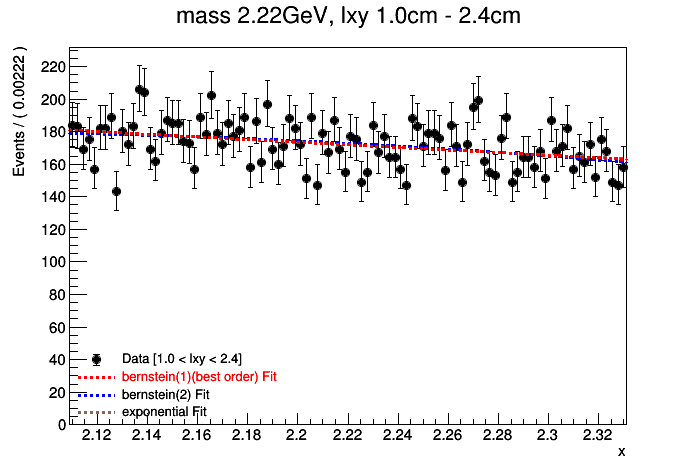 mass 2.22GeV, lxy 1.0cm - 2.4cm
Events / ( 0.00222 )
220
200
180
160
140
120
100
80
60
40
20
0
Data [1.0 < lxy < 2.4]
bernstein(1)(best order) Fit
bernstein(2) Fit
exponential Fit
2.12 2.14 2.16 2.18 2.2 2.22 2.24 2.26 2.28 2.3 2.32
x